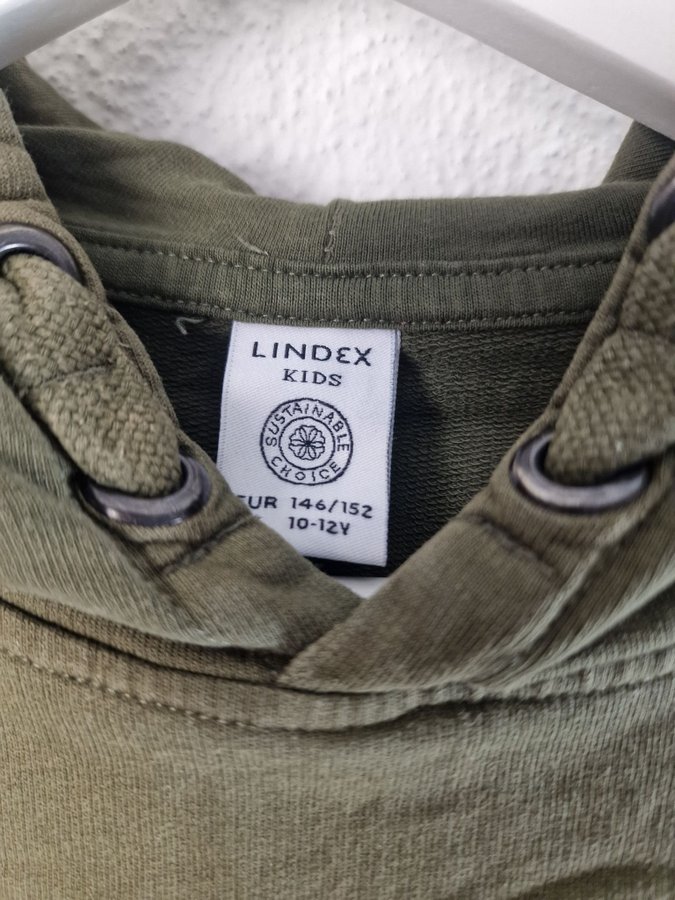 LINDEX
KIDS
SUSTAINABLE
CHOICE
EUR 146/152
10-12Y